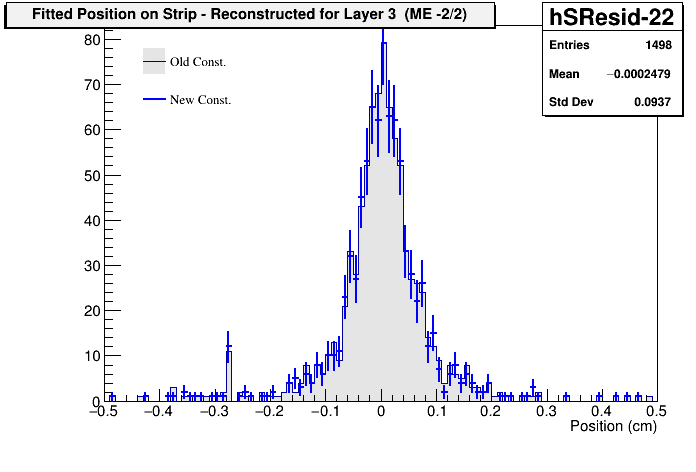 Fitted Position on Strip - Reconstructed for Layer 3 (ME -2/2)
hSResid-22
Entries 1498
Mean −0.0002479
Std Dev 0.0937
Old Const.
New Const.
80
70
60
50
40
30
20
10
0
−0.5 −0.4 −0.3 −0.2 −0.1 0 0.1 0.2 0.3 0.4 0.5
Position (cm)